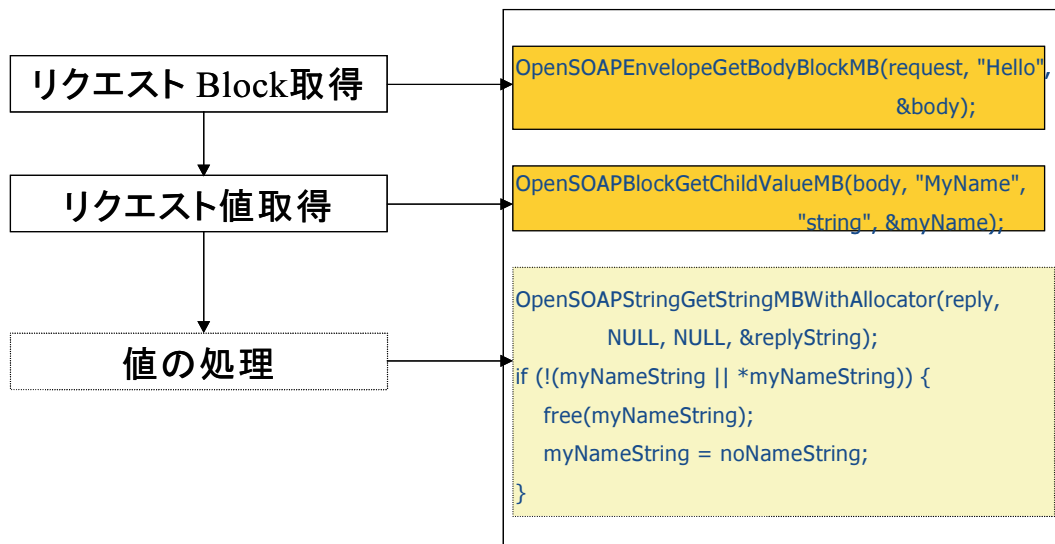 リクエスト Block取得
OpenSOAPEnvelopeGetBodyBlockMB(request, "Hello",
&body);
リクエスト値取得
OpenSOAPBlockGetChildValueMB(body, "MyName",
"string", &myName);
値の処理
OpenSOAPStringGetStringMBWithAllocator(reply,
NULL, NULL, &replyString);
if (!(myNameString || *myNameString)) {
free(myNameString);
myNameString = noNameString;
}